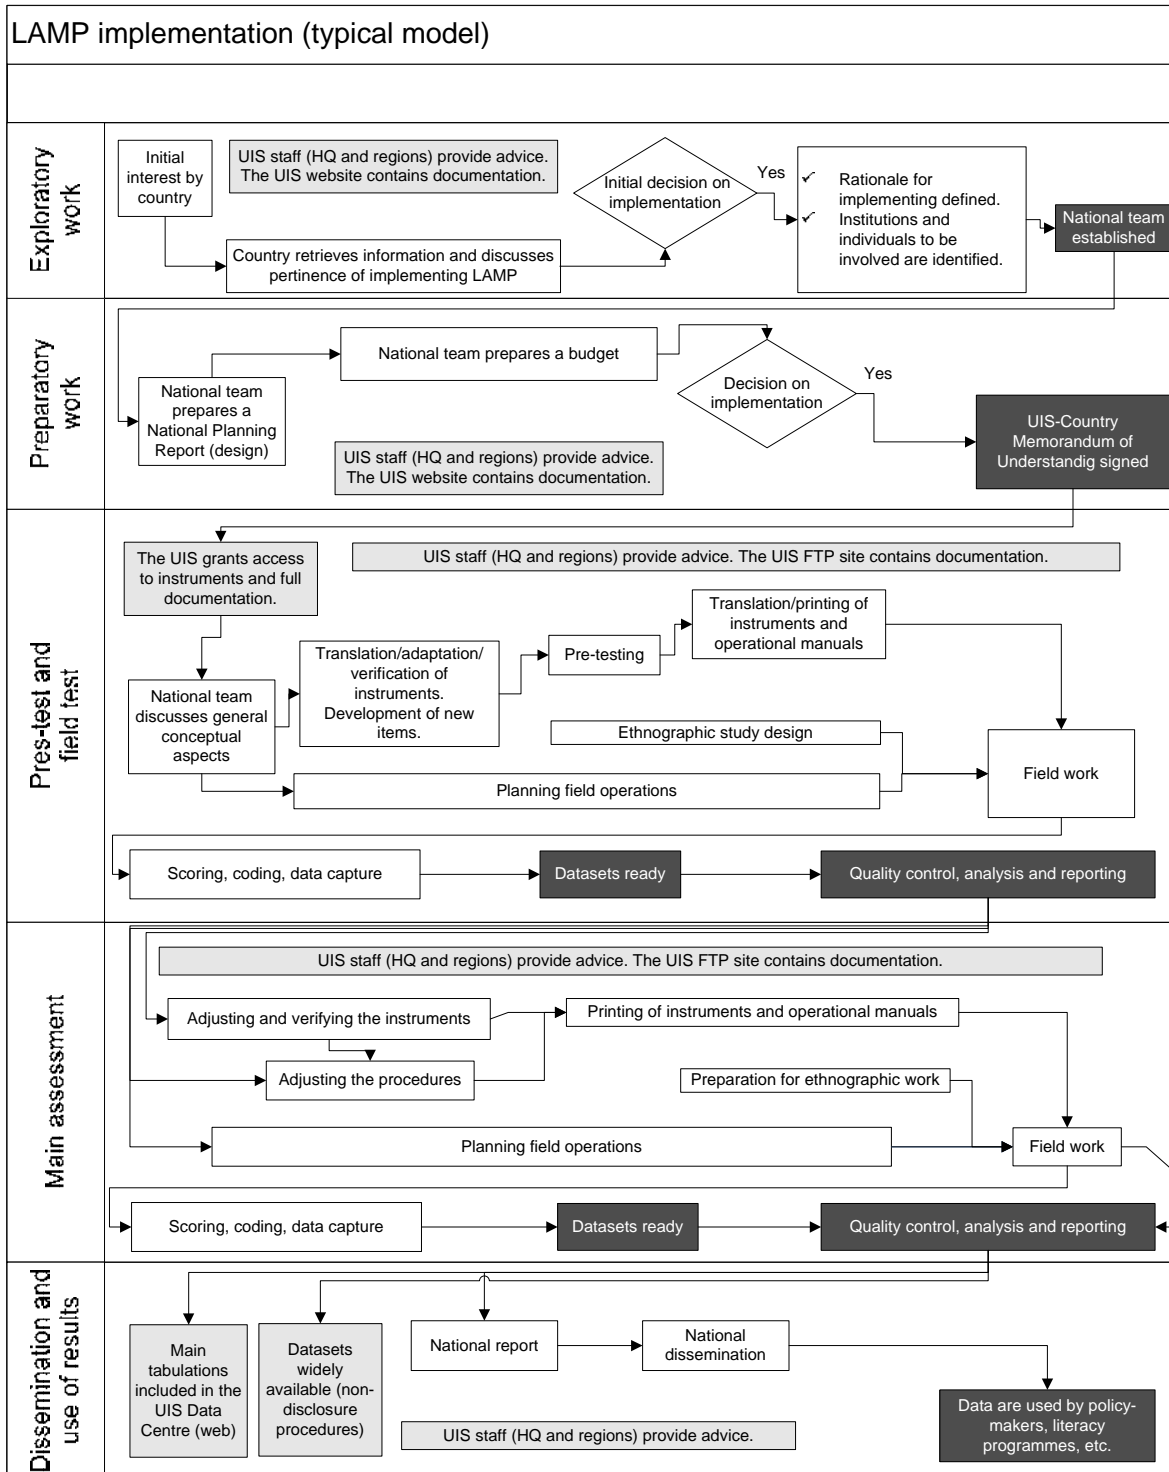 LAMP implementation (typical model)
Exploratory
work
Initial
interest by
country
UIS staff (HQ and regions) provide advice.
The UIS website contains documentation.
Country retrieves information and discusses
pertinence of implementing LAMP
Initial decision on
implementation
Yes
Rationale for
implementing defined.
Institutions and
individuals to be
involved are identified.
National team
established
Preparatory
work
National team
prepares a
National Planning
Report (design)
National team prepares a budget
UIS staff (HQ and regions) provide advice.
The UIS website contains documentation.
Decision on
implementation
Yes
UIS-Country
Memorandum of
Understandig signed
Pres-test and
field test
The UIS grants access
to instruments and full
documentation.
UIS staff (HQ and regions) provide advice. The UIS FTP site contains documentation.
National team
discusses general
conceptual
aspects
Translation/adaptation/
verification of
instruments.
Development of new
items.
Pre-testing
Translation/printing of
instruments and
operational manuals
Ethnographic study design
Planning field operations
Field work
Scoring, coding, data capture
Datasets ready
Quality control, analysis and reporting
Main assessment
UIS staff (HQ and regions) provide advice. The UIS FTP site contains documentation.
Adjusting and verifying the instruments
Printing of instruments and operational manuals
Adjusting the procedures
Preparation for ethnographic work
Planning field operations
Field work
Scoring, coding, data capture
Datasets ready
Quality control, analysis and reporting
Dissemination and
use of results
Main
tabulations
included in the
UIS Data
Centre (web)
Datasets
widely
available (non-
disclosure
procedures)
National report
National
dissemination
UIS staff (HQ and regions) provide advice.
Data are used by policy-
makers, literacy
programmes, etc.